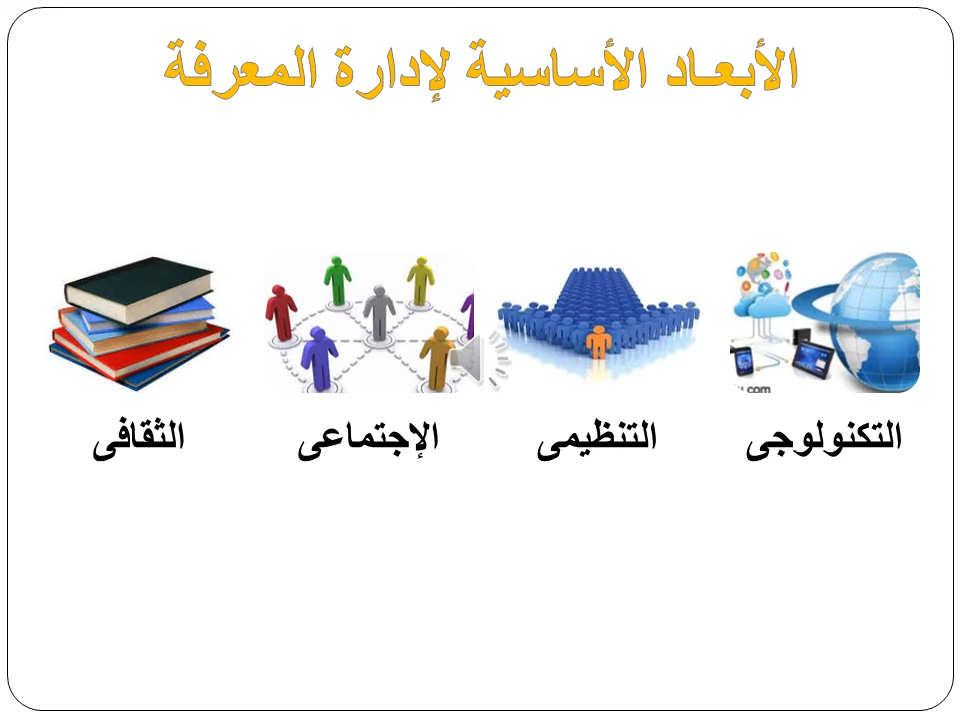 الأبعـاد الأساسية لإدارة المعرفة
التكنولوجى
التنظيمى
الإجتماعى
الثقافى